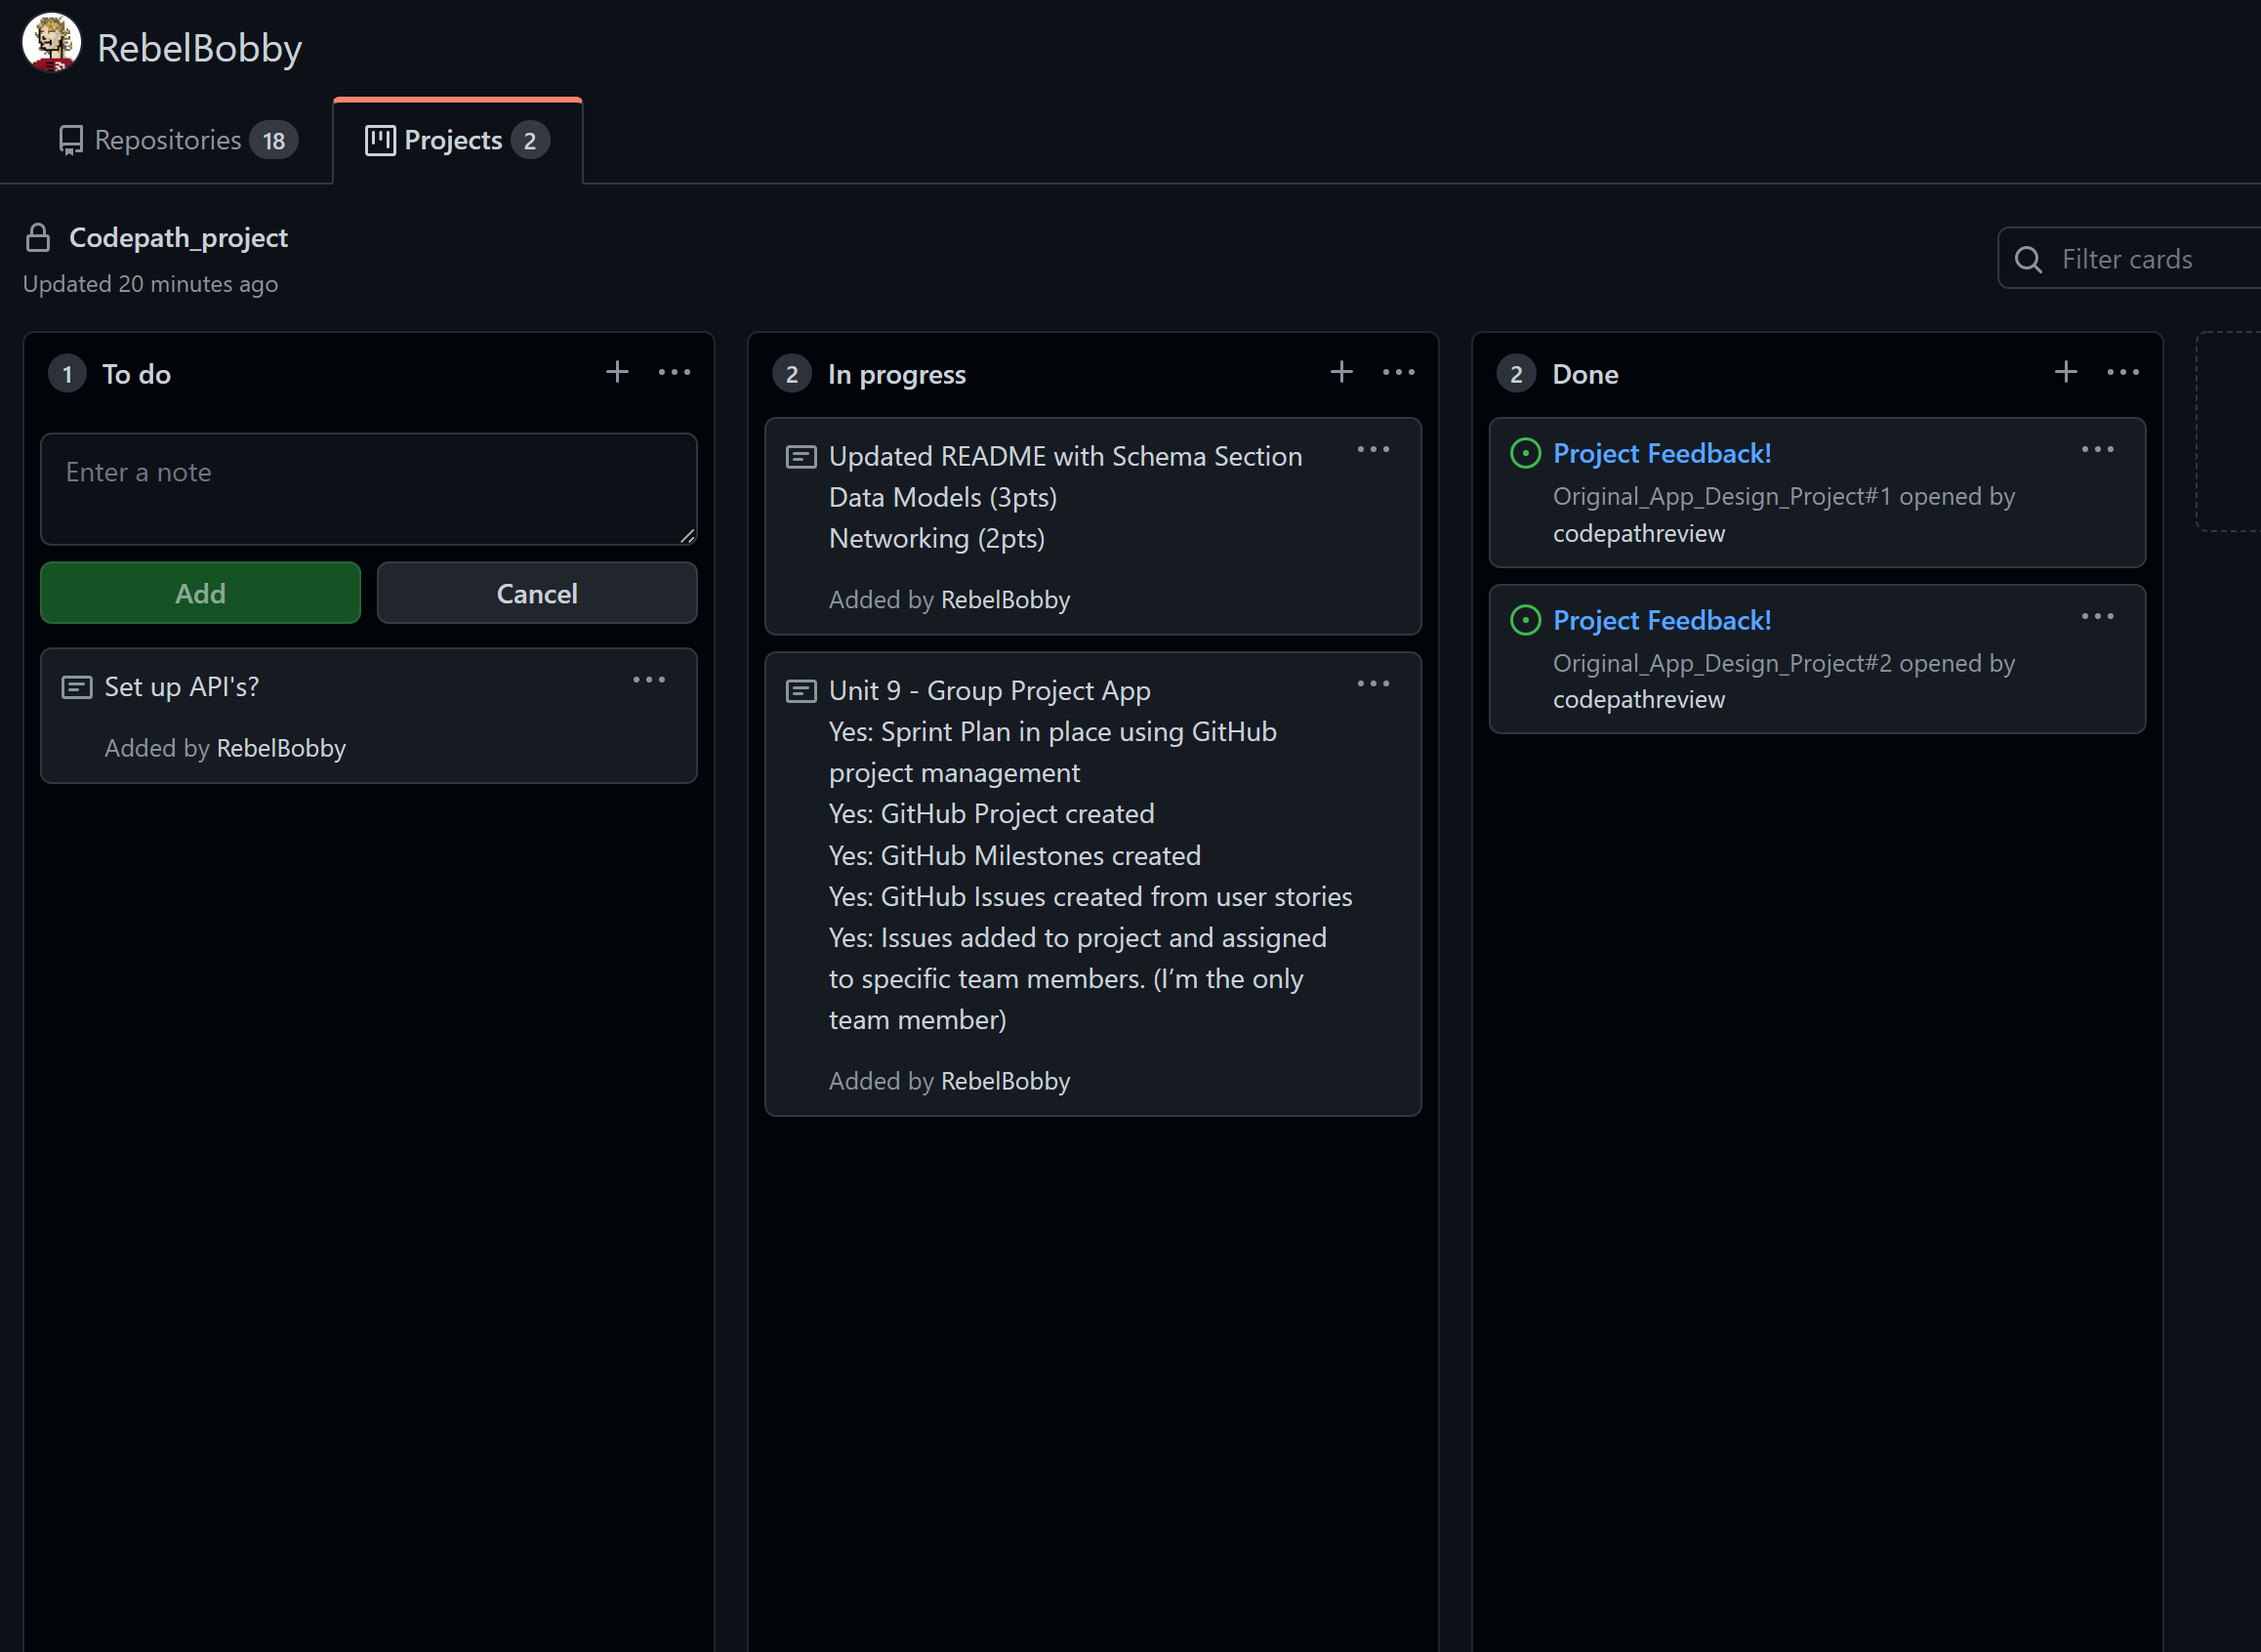 RebelBobby
Repositories 18
Projects 2
Codepath_project
Updated 20 minutes ago
Filter cards
1 To do
Enter a note
Add
Cancel
Set up API's?
Added by RebelBobby
2 In progress
Updated README with Schema Section
Data Models (3pts)
Networking (2pts)
Added by RebelBobby
Unit 9 - Group Project App
Yes: Sprint Plan in place using GitHub
project management
Yes: GitHub Project created
Yes: GitHub Milestones created
Yes: GitHub Issues created from user stories
Yes: Issues added to project and assigned
to specific team members. (I’m the only
team member)
Added by RebelBobby
2 Done
Project Feedback!
Original_App_Design_Project#1 opened by
codepathreview
Project Feedback!
Original_App_Design_Project#2 opened by
codepathreview